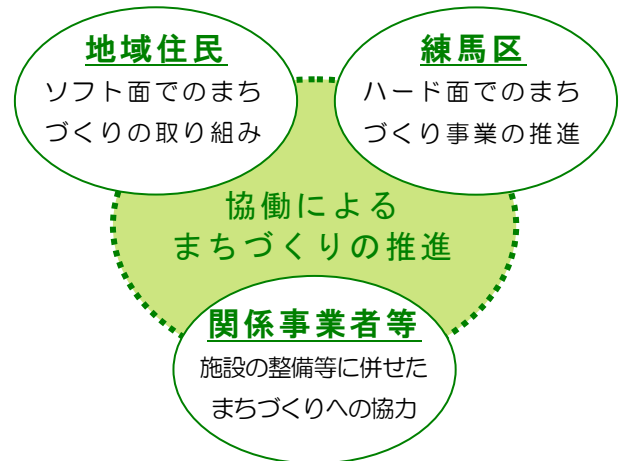 地域住民
ソフト面でのまち
づくりの取り組み
練馬区
ハード面でのまち
づくり事業の推進
協働による
まちづくりの推進
関係事業者等
施設の整備等に併せた
まちづくりへの協力